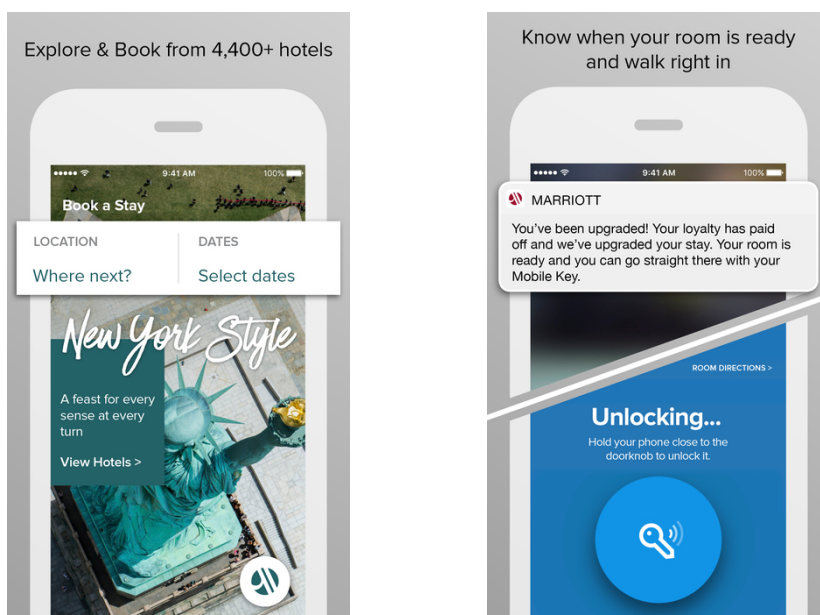 Explore & Book from 4,400+ hotels
9:41 AM
100%
Book a Stay
LOCATION
DATES
Where next?
Select dates
New York Style
A feast for every
sense at every
turn
View Hotels >
Know when your room is ready
and walk right in
9:41 AM
100%
MARRIOTT
You've been upgraded! Your loyalty has paid
off and we've upgraded your stay. Your room is
ready and you can go straight there with your
Mobile Key.
ROOM DIRECTIONS >
Unlocking...
Hold your phone close to the
doorknob to unlock it.